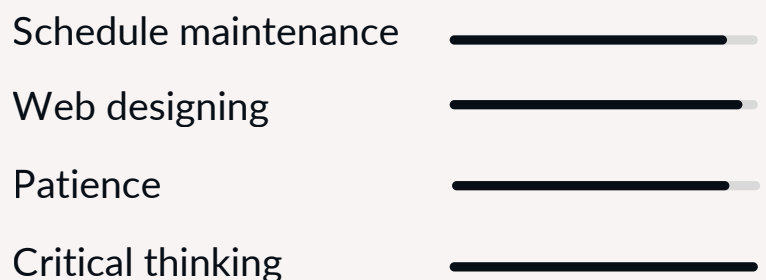 Schedule maintenance
Web designing
Patience
Critical thinking